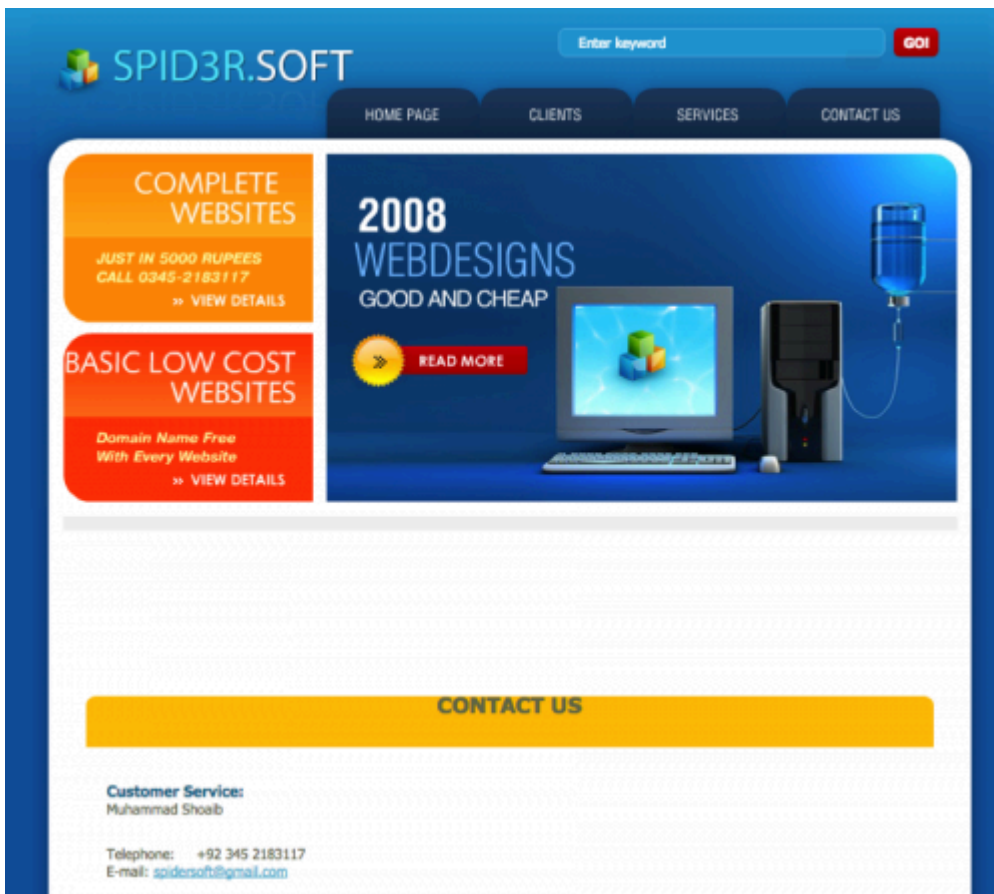 SPID3R.SOFT
Enter keyword
GO!
HOME PAGE
CLIENTS
SERVICES
CONTACT US
COMPLETE
WEBSITES
JUST IN 5000 RUPEES
CALL 0345-2183117
» VIEW DETAILS
BASIC LOW COST
WEBSITES
Domain Name Free
With Every Website
» VIEW DETAILS
2008
WEBDESIGNS
GOOD AND CHEAP
» READ MORE
CONTACT US
Customer Service:
Muhammad Shoaib
Telephone: +92 345 2183117
E-mail: spidersoft@gmail.com